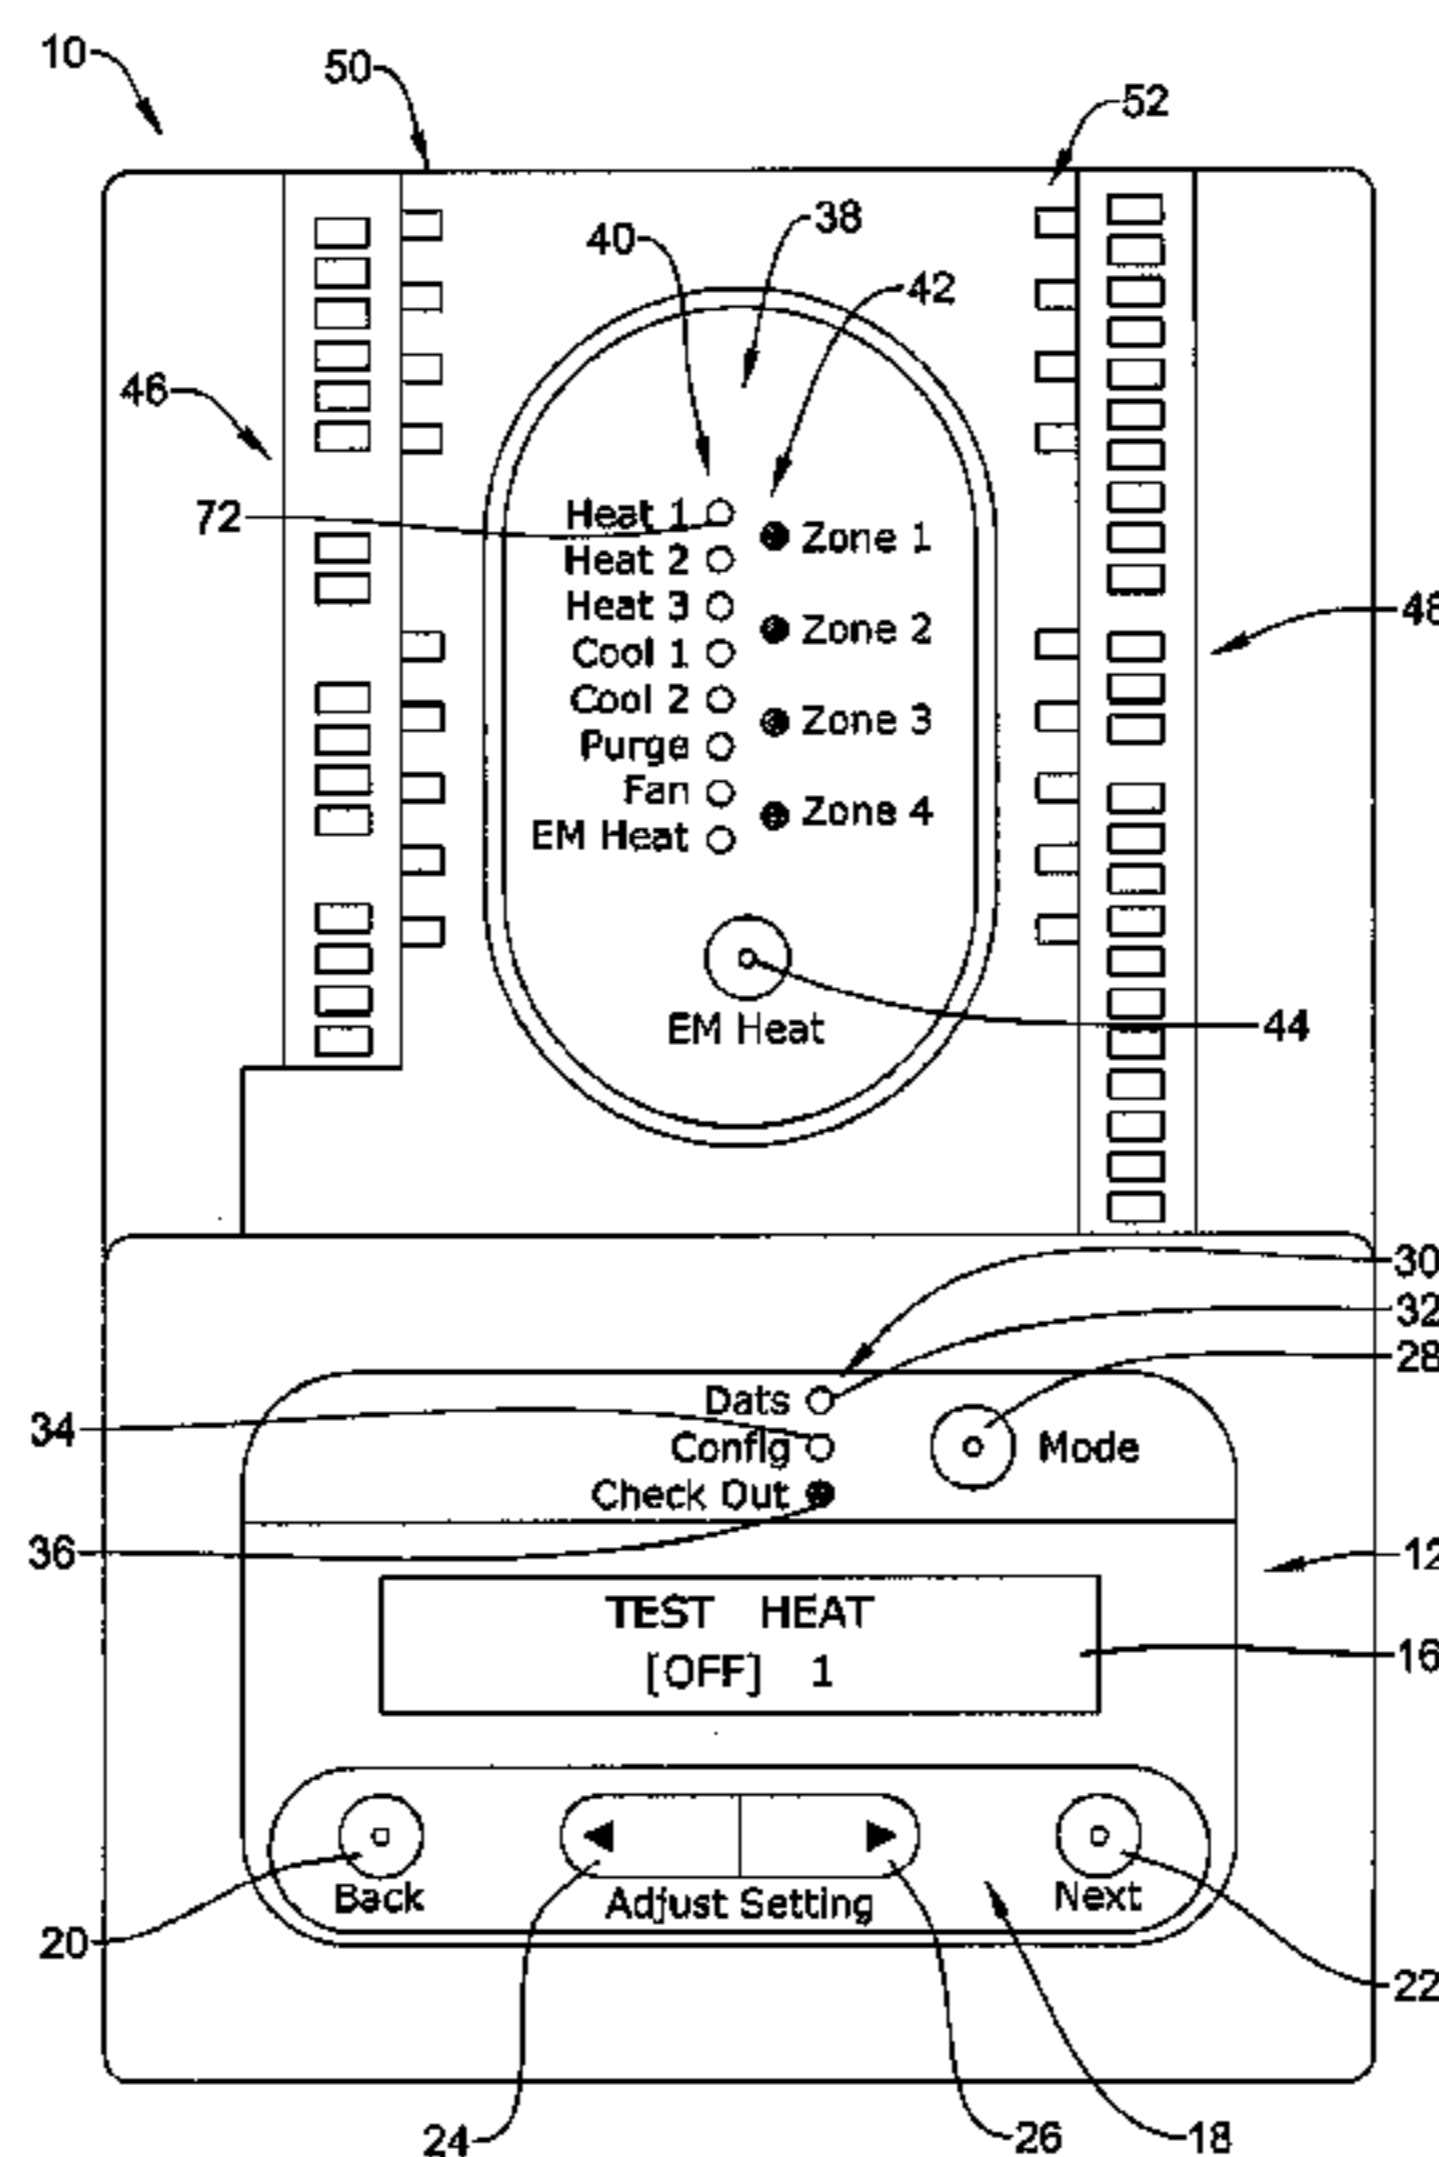 10
50
52
38
40
42
46
72
Heat 1
Zone 1
Heat 2
Heat 3
Zone 2
48
Cool 1
Cool 2
Zone 3
Purge
Fan
Zone 4
EM Heat
EM Heat
44
30
32
28
Dats
34
Config
Mode
Check Out
36
12
TEST HEAT
[OFF] 1
16
Back
Adjust Setting
Next
20
22
24
26
18